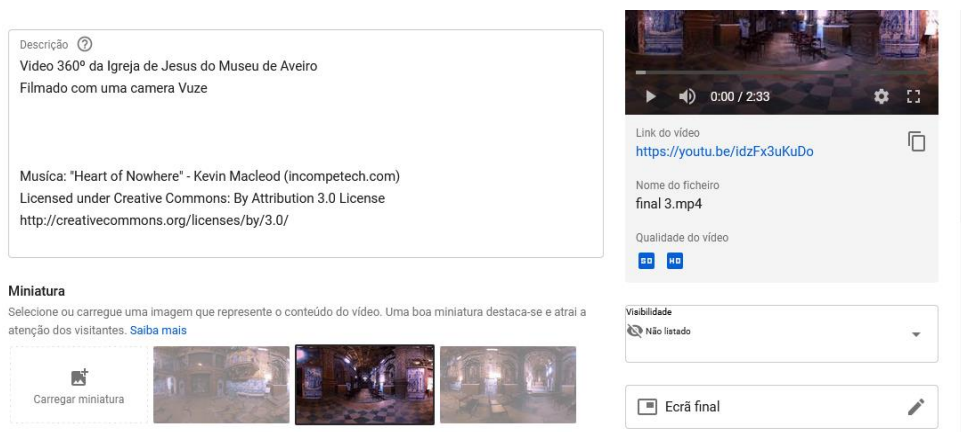 Descrição
Video 360º da Igreja de Jesus do Museu de Aveiro
Filmado com uma camera Vuze
Musíca: "Heart of Nowhere" - Kevin Macleod (incompetech.com)
Licensed under Creative Commons: By Attribution 3.0 License
http://creativecommons.org/licenses/by/3.0/
Miniatura
Selecione ou carregue uma imagem que represente o conteúdo do vídeo. Uma boa miniatura destaca-se e atrai a
atenção dos visitantes. Saiba mais
Carregar miniatura
0:00 / 2:33
Link do vídeo
https://youtu.be/idzFx3uKuDo
Nome do ficheiro
final 3.mp4
Qualidade do vídeo
SD HD
Visibilidade
Não listado
Ecrã final